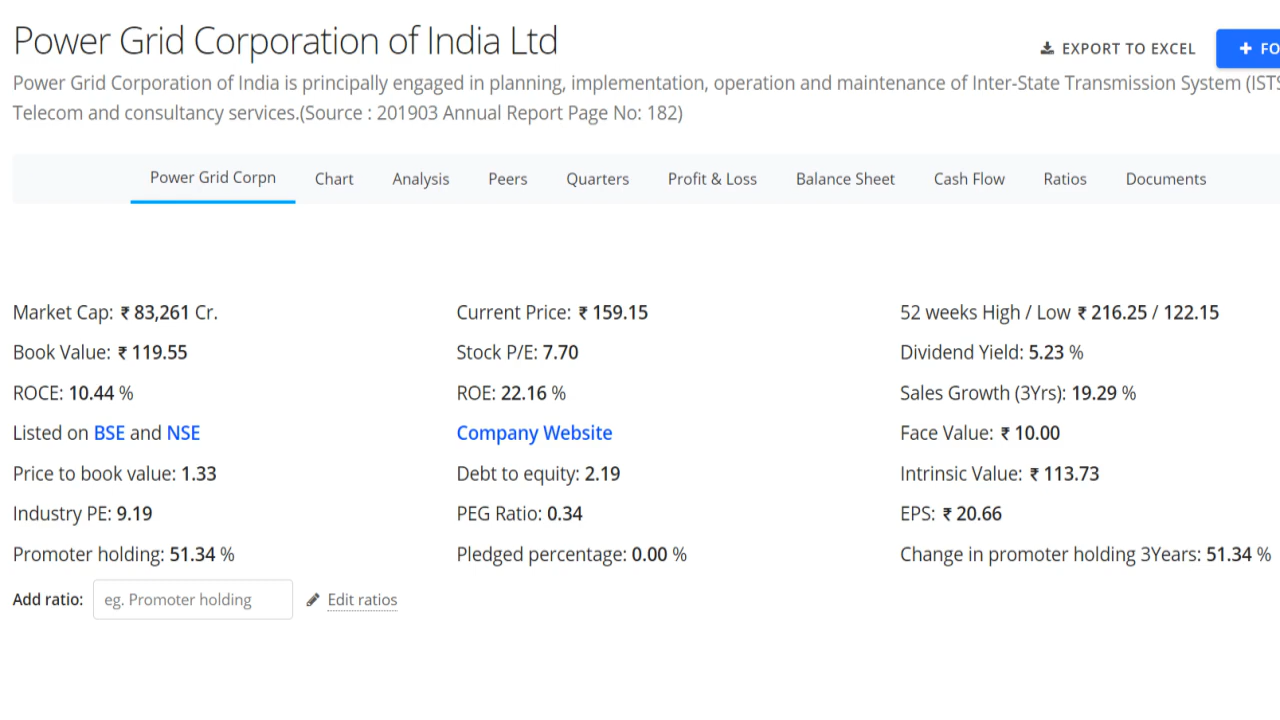 Power Grid Corporation of India Ltd
EXPORT TO EXCEL
+ FO
Power Grid Corporation of India is principally engaged in planning, implementation, operation and maintenance of Inter-State Transmission System (ISTS
Telecom and consultancy services.(Source : 201903 Annual Report Page No: 182)
Power Grid Corpn Chart Analysis Peers Quarters Profit & Loss Balance Sheet Cash Flow Ratios Documents
Market Cap: ₹ 83,261 Cr. Current Price: ₹ 159.15 52 weeks High / Low ₹ 216.25 / 122.15
Book Value: ₹ 119.55 Stock P/E: 7.70 Dividend Yield: 5.23 %
ROCE: 10.44 % ROE: 22.16 % Sales Growth (3Yrs): 19.29 %
Listed on BSE and NSE Company Website Face Value: ₹ 10.00
Price to book value: 1.33 Debt to equity: 2.19 Intrinsic Value: ₹ 113.73
Industry PE: 9.19 PEG Ratio: 0.34 EPS: ₹ 20.66
Promoter holding: 51.34 % Pledged percentage: 0.00 % Change in promoter holding 3Years: 51.34 %
Add ratio: eg. Promoter holding Edit ratios